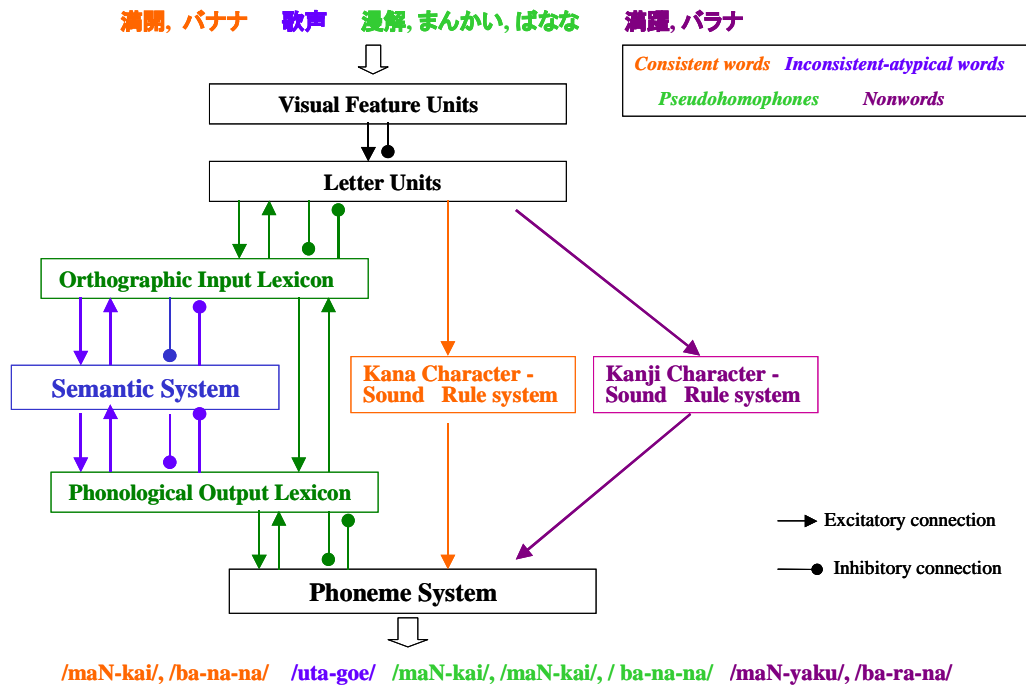 満開, バナナ 歌声 漫解, まんかい, ばなな 満躍, バラナ
Consistent words Inconsistent-atypical words
Pseudohomophones Nonwords
Visual Feature Units
Letter Units
Orthographic Input Lexicon
Semantic System
Kana Character -
Sound Rule system
Kanji Character -
Sound Rule system
Phonological Output Lexicon
Excitatory connection
Inhibitory connection
Phoneme System
/maN-kai/, /ba-na-na/ /uta-goe/ /maN-kai/, /maN-kai/, / ba-na-na/ /maN-yaku/, /ba-ra-na/